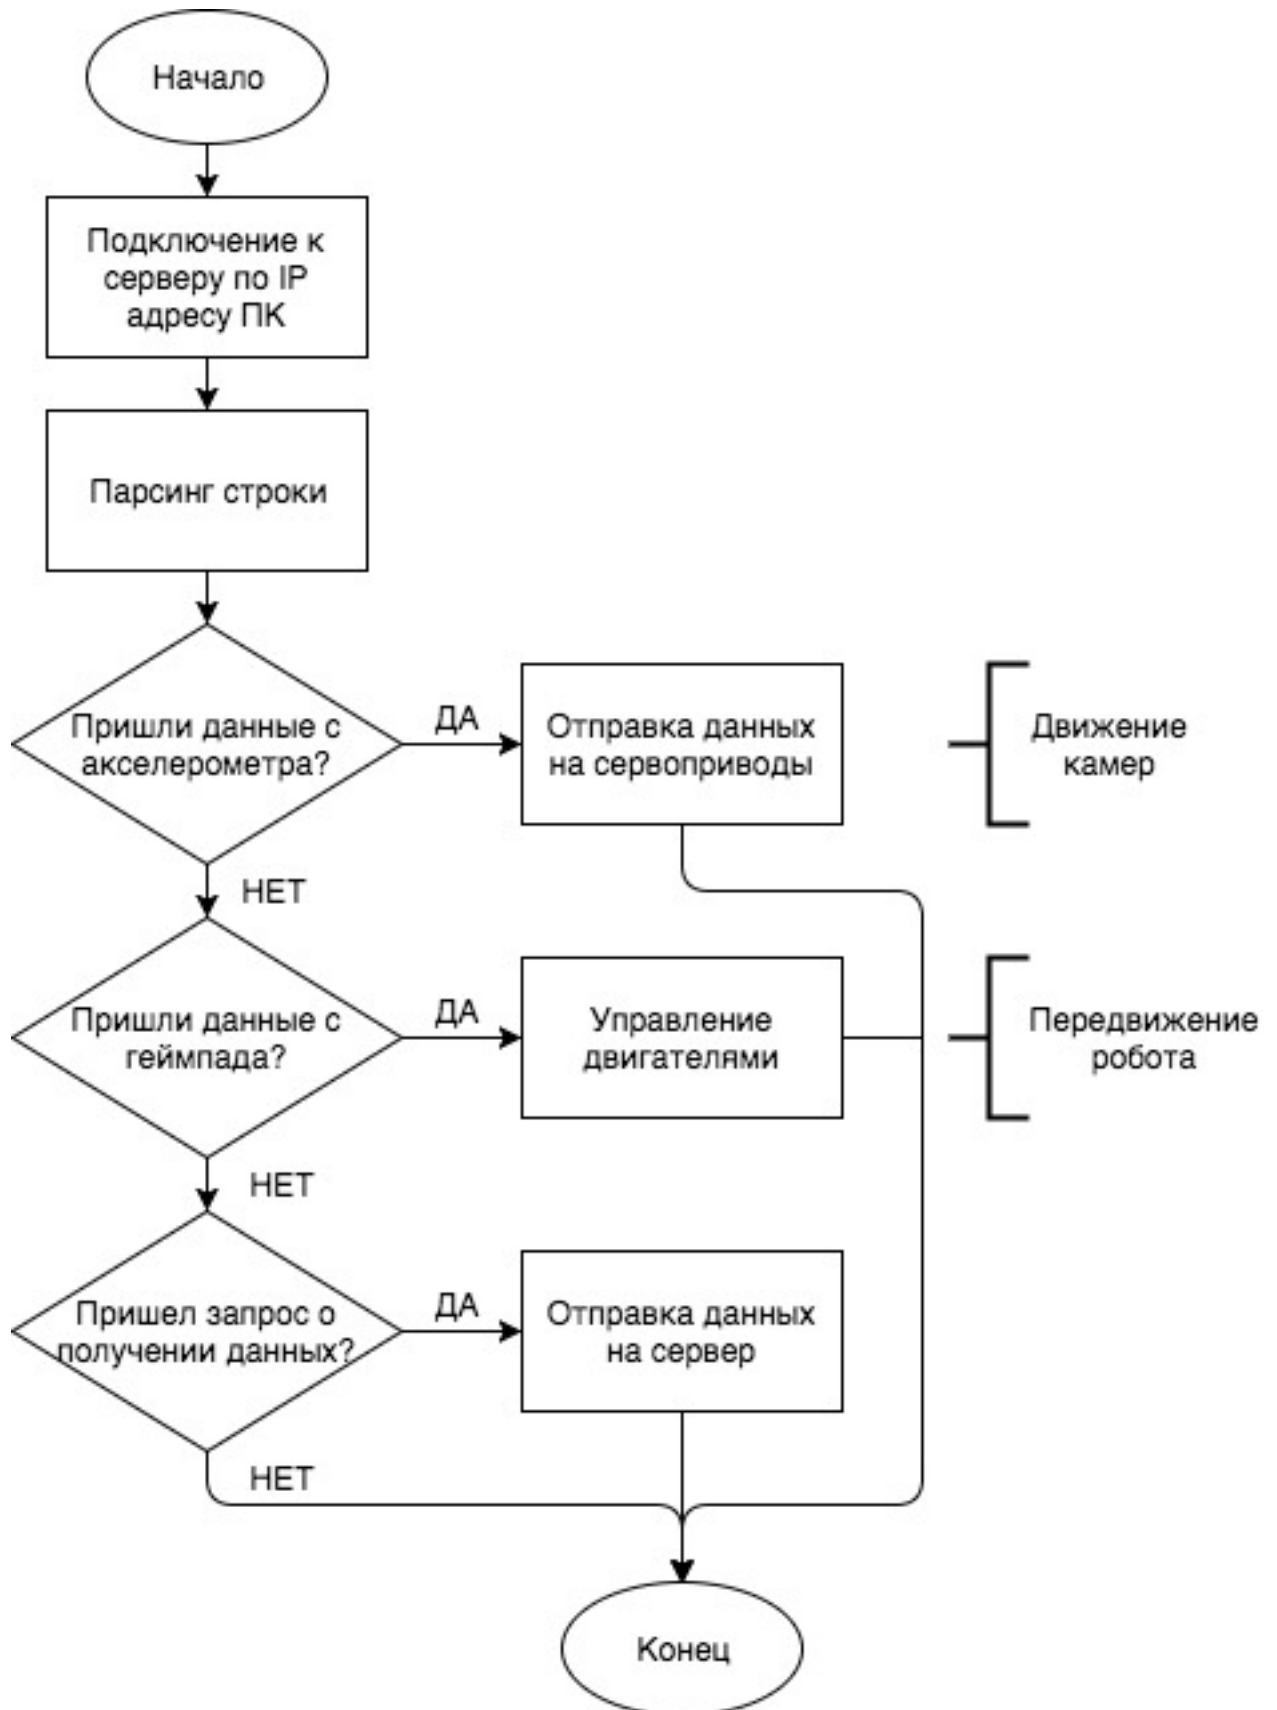 Начало
Подключение к
серверу по IP
адресу ПК
Парсинг строки
Пришли данные с
акселерометра?
ДА
Отправка данных
на сервоприводы
Движение
камер
НЕТ
Пришли данные с
геймпада?
ДА
Управление
двигателями
Передвижение
робота
НЕТ
Пришел запрос о
получении данных?
ДА
Отправка данных
на сервер
НЕТ
Конец